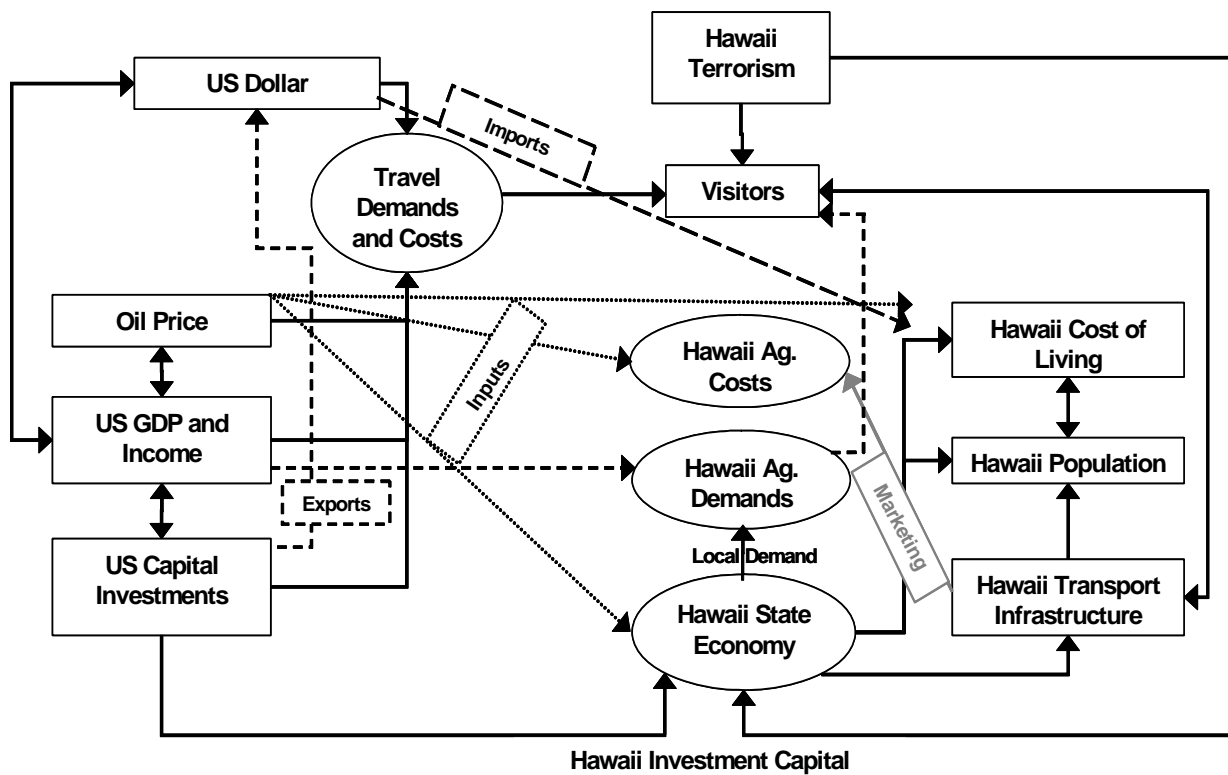 Hawaii
Terrorism
US Dollar
Imports
Travel
Demands
and Costs
Visitors
Oil Price
Inputs
Hawaii Ag.
Costs
Hawaii Cost of
Living
US GDP and
Income
Hawaii Ag.
Demands
Hawaii Population
Exports
Marketing
Local Demand
US Capital
Investments
Hawaii State
Economy
Hawaii Transport
Infrastructure
Hawaii Investment Capital